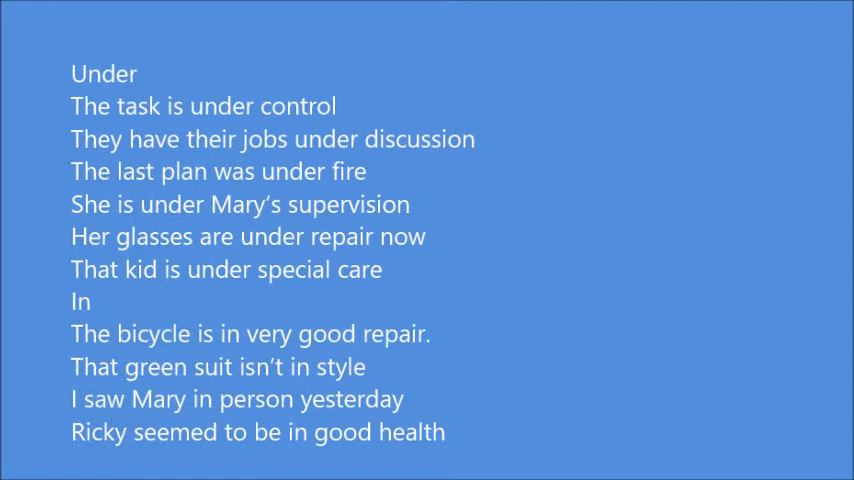 Under
The task is under control
They have their jobs under discussion
The last plan was under fire
She is under Mary's supervision
Her glasses are under repair now
That kid is under special care
In
The bicycle is in very good repair.
That green suit isn't in style
I saw Mary in person yesterday
Ricky seemed to be in good health